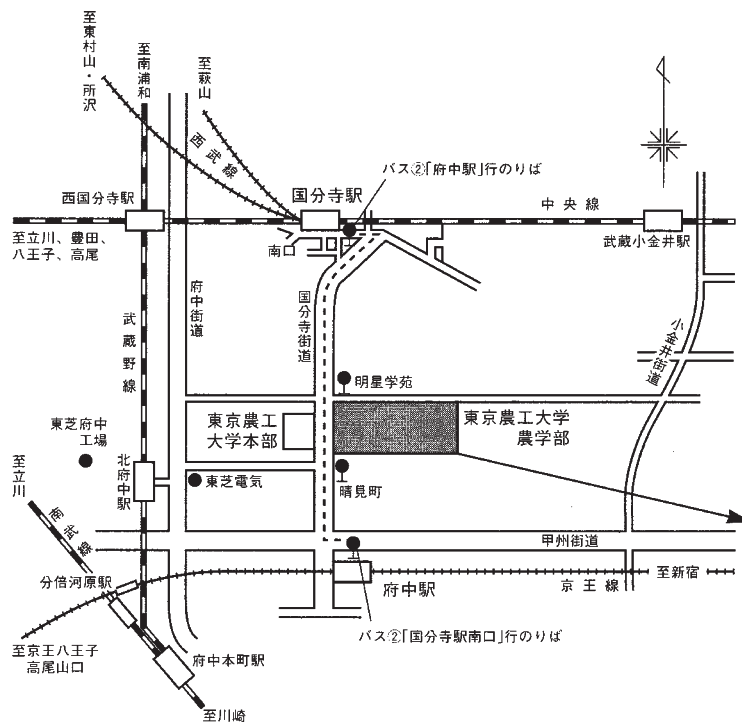 至東村山・所沢
至南浦和
至萩山
西武線
バス②「府中駅」行のりば
国分寺駅
西国分寺駅
中央線
武蔵小金井駅
至立川、豊田、
八王子、高尾
南口
府中街道
国分寺街道
武蔵野線
小金井街道
明星学苑
東京農工
大学本部
東京農工大学
農学部
東芝府中
工場
北府中駅
東芝電気
晴見町
至立川
南武線
甲州街道
分倍河原駅
府中駅
京王線
至新宿
バス②「国分寺駅南口」行のりば
至京王八王子
高尾山口
府中本町駅
至川崎